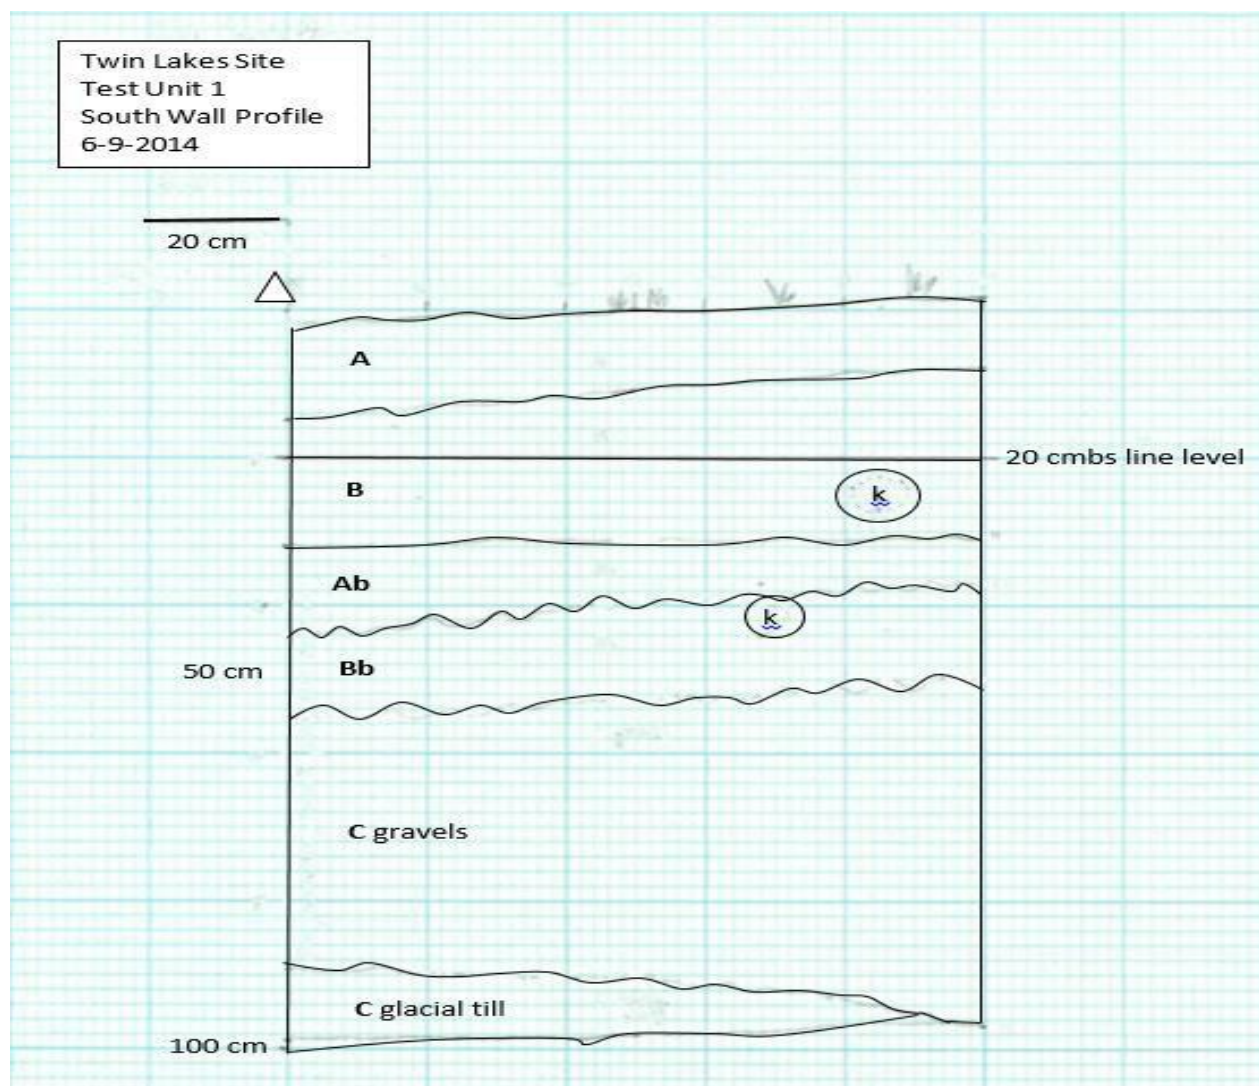 Twin Lakes Site
Test Unit 1
South Wall Profile
6-9-2014
20 cm
A
20 cmbs line level
B
k
Ab
k
50 cm
Bb
C gravels
C glacial till
100 cm